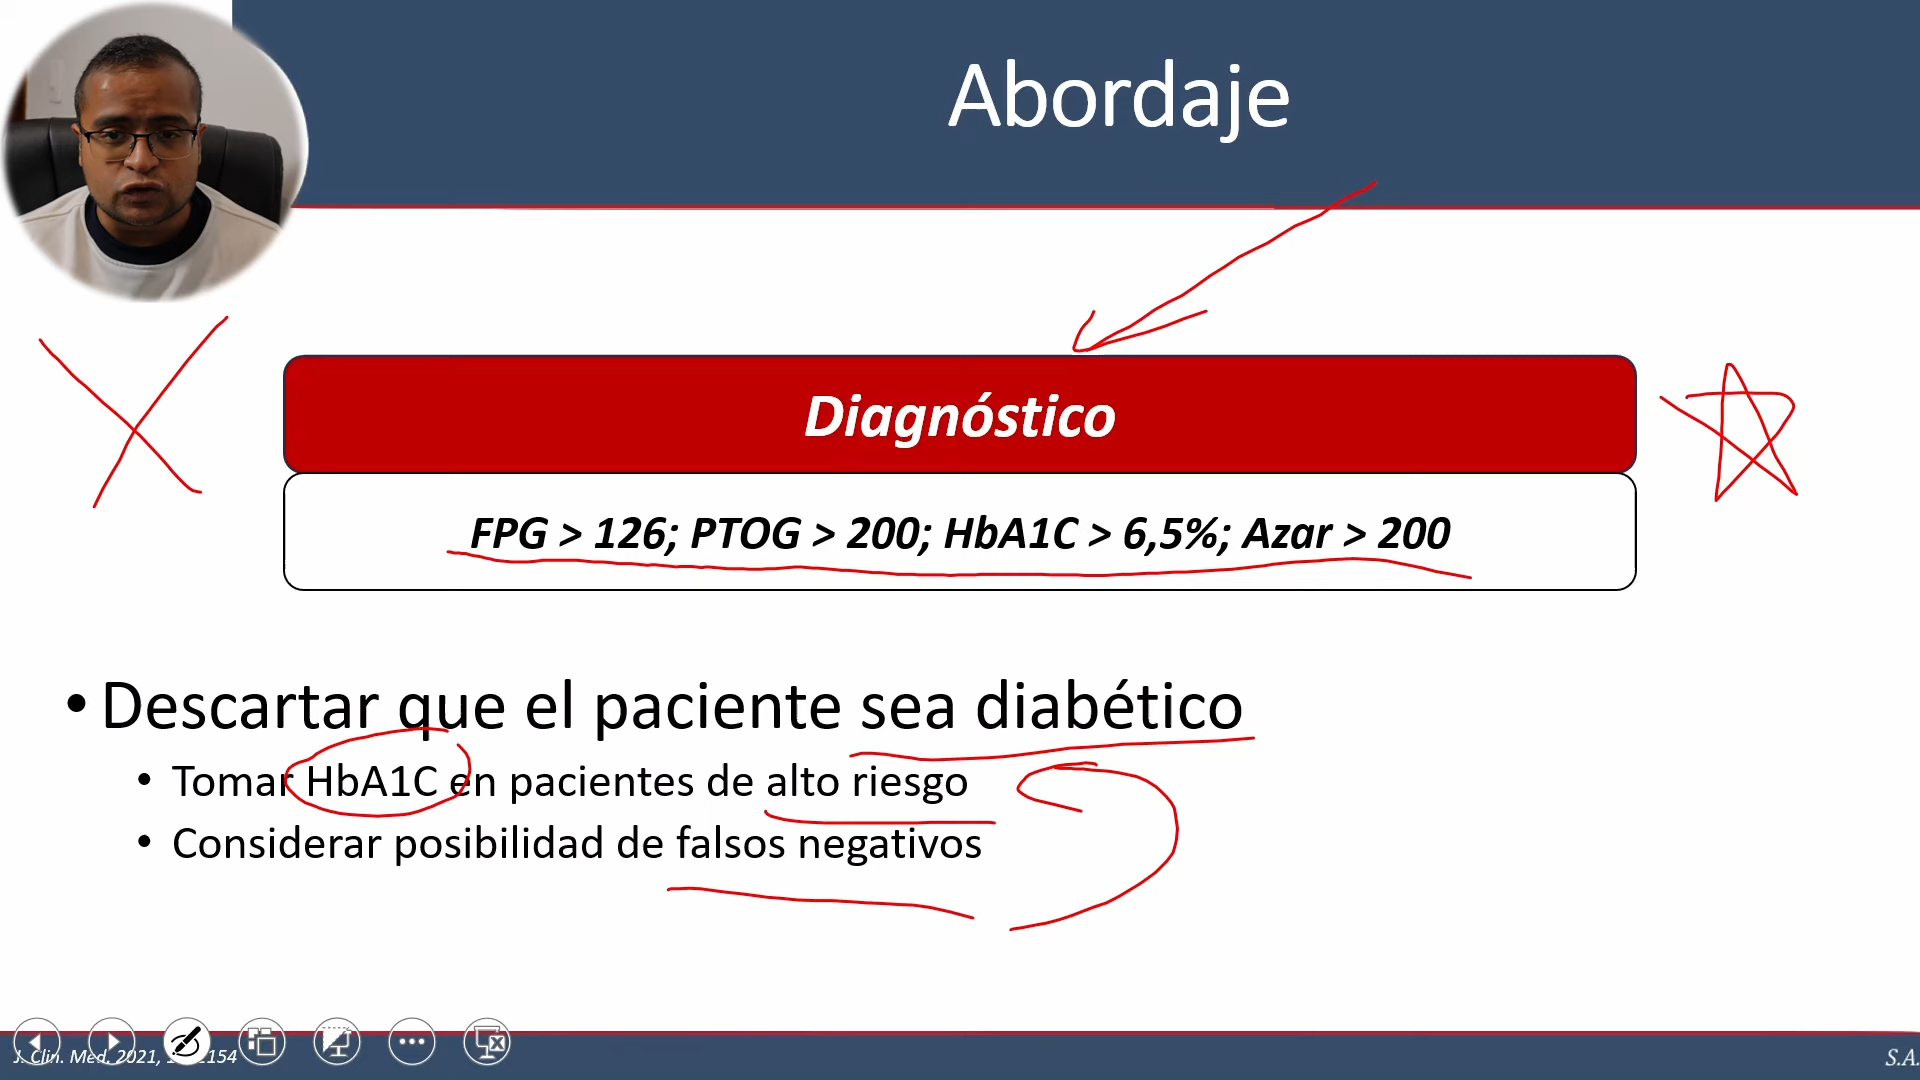 Abordaje
Diagnóstico
FPG > 126; PTOG > 200; HbA1C > 6,5%; Azar > 200
• Descartar que el paciente sea diabético
• Tomar HbA1C en pacientes de alto riesgo
• Considerar posibilidad de falsos negativos
J. Clin. Med. 2021, 154
S.A.